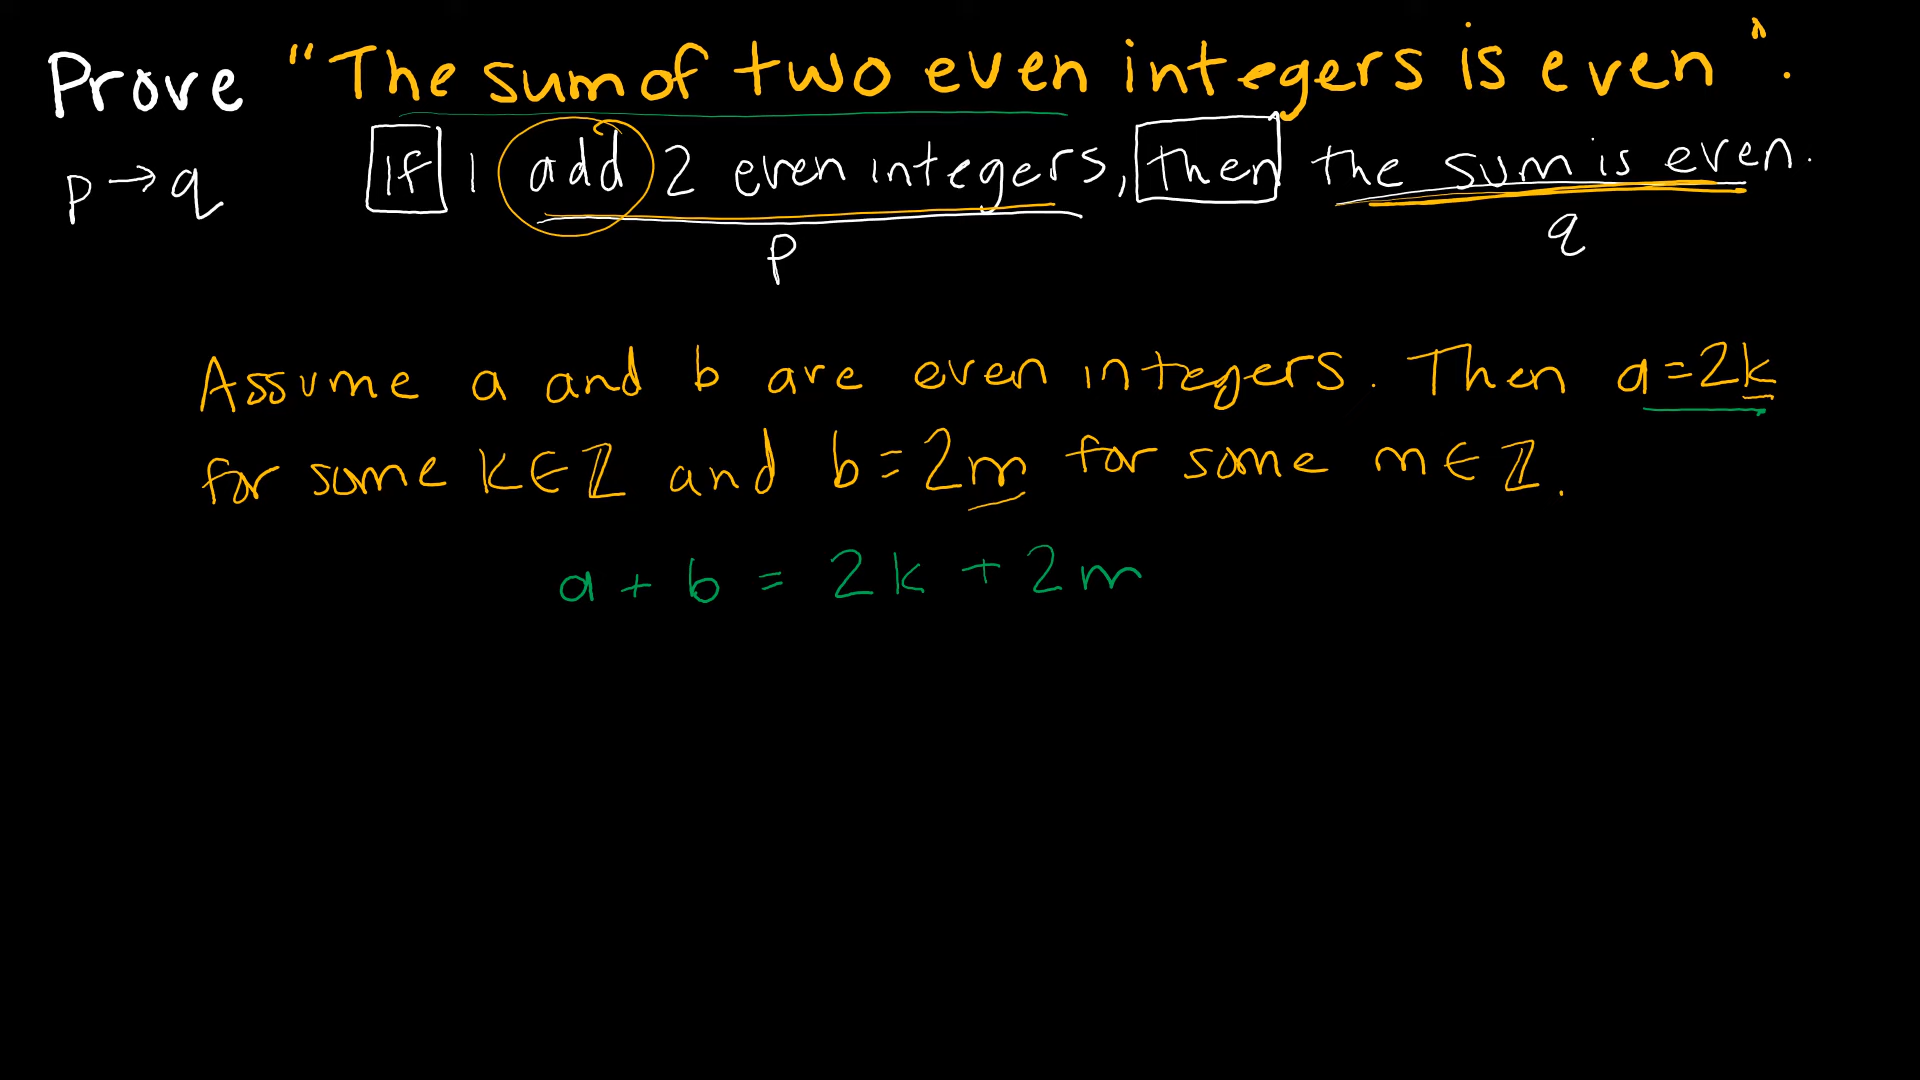 Prove "The sum of two even integers is even".
p → q If I add 2 even integers, then the sum is even.
p q
Assume a and b are even integers. Then a = 2k
for some k ∈ ℤ and b = 2m for some m ∈ ℤ.
a + b = 2k + 2m